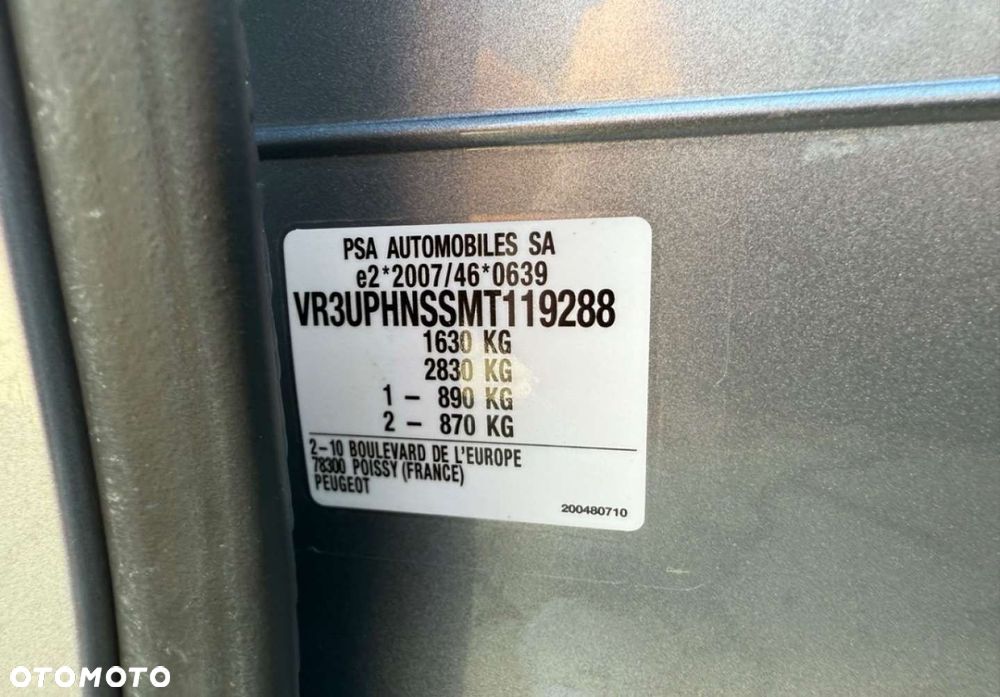 PSA AUTOMOBILES SA
e2*2007/46*0639
VR3UPHNSSMT119288
1630 KG
2830 KG
1 - 890 KG
2 - 870 KG
2-10 BOULEVARD DE L'EUROPE
78300 POISSY (FRANCE)
PEUGEOT
200480710
OTOMOTO